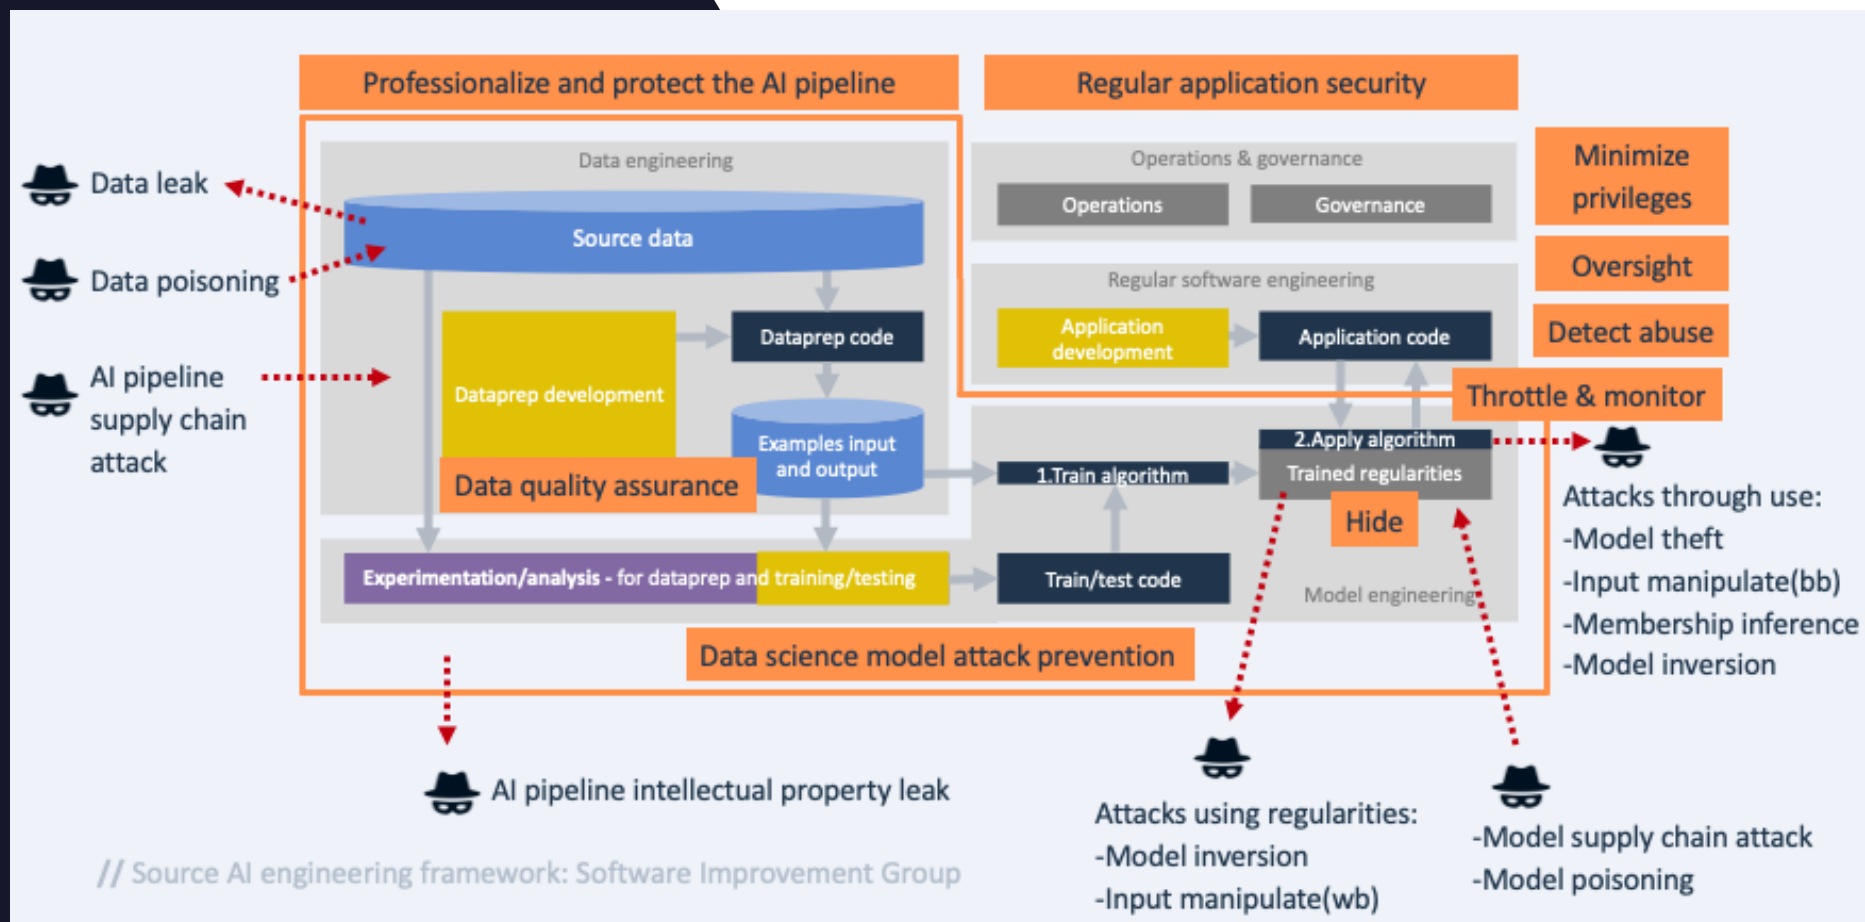 Professionalize and protect the AI pipeline
Regular application security
Data engineering
Source data
Dataprep code
Dataprep development
Examples input
and output
Data quality assurance
Experimentation/analysis - for dataprep and training/testing
Data science model attack prevention
Operations & governance
Operations
Governance
Regular software engineering
Application
development
Application code
1.Train algorithm
2.Apply algorithm
Trained regularities
Hide
Train/test code
Model engineering
Minimize
privileges
Oversight
Detect abuse
Throttle & monitor
Data leak
Data poisoning
AI pipeline
supply chain
attack
AI pipeline intellectual property leak
Attacks through use:
-Model theft
-Input manipulate(bb)
-Membership inference
-Model inversion
Attacks using regularities:
-Model inversion
-Input manipulate(wb)
-Model supply chain attack
-Model poisoning
// Source AI engineering framework: Software Improvement Group